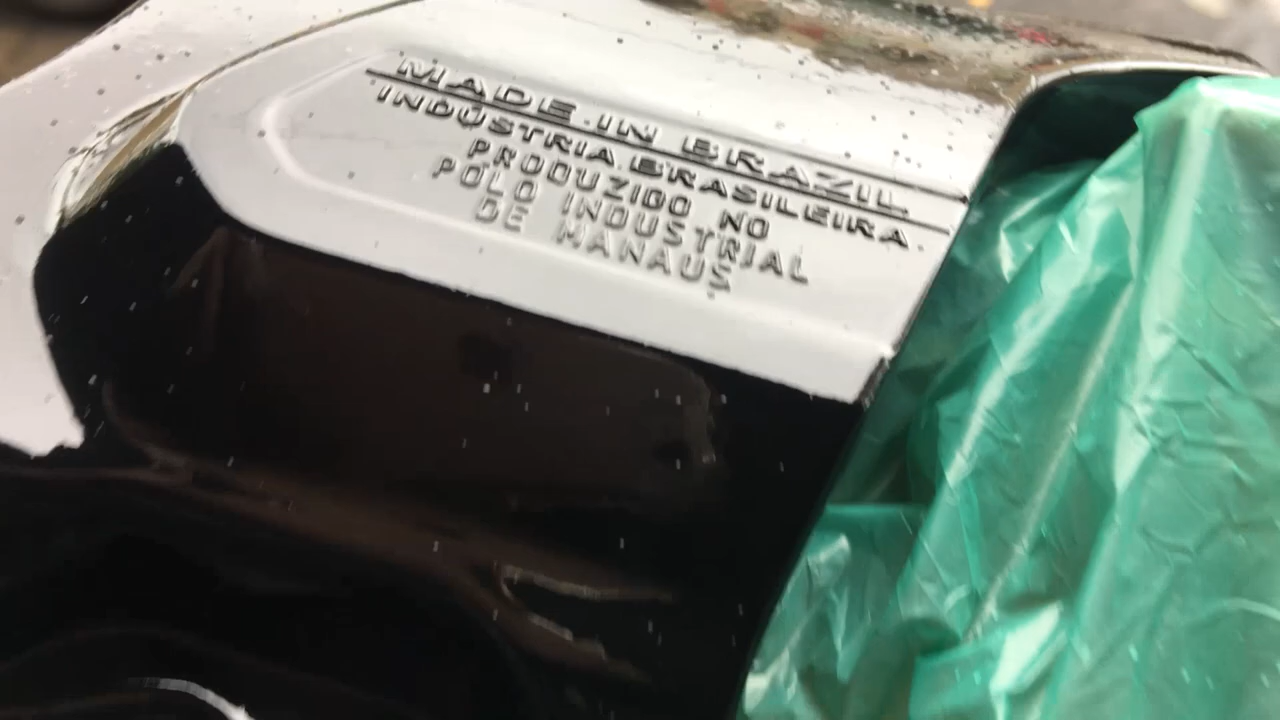 MADE IN BRAZIL
INDÚSTRIA BRASILEIRA.
PRODUZIDO NO
PÓLO INDUSTRIAL
DE MANAUS